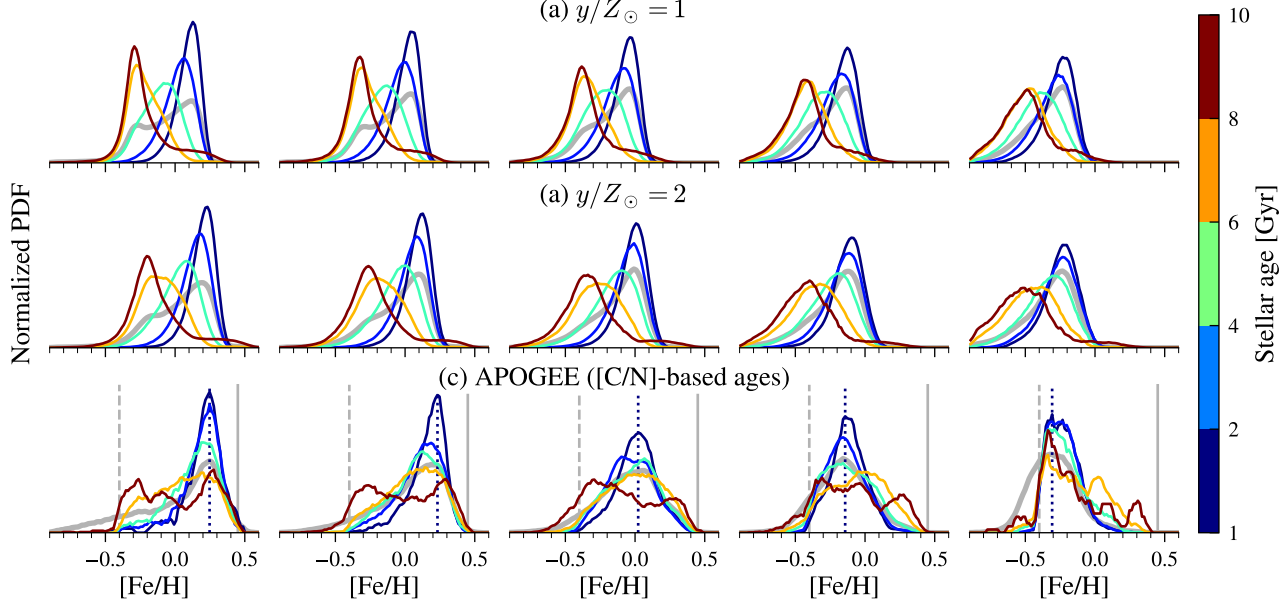 (a) y/Z⊙ = 1
(a) y/Z⊙ = 2
(c) APOGEE ([C/N]-based ages)
Normalized PDF
−0.5 0.0 0.5 −0.5 0.0 0.5 −0.5 0.0 0.5 −0.5 0.0 0.5 −0.5 0.0 0.5
[Fe/H] [Fe/H] [Fe/H] [Fe/H] [Fe/H]
10
8
6
4
2
1
Stellar age [Gyr]